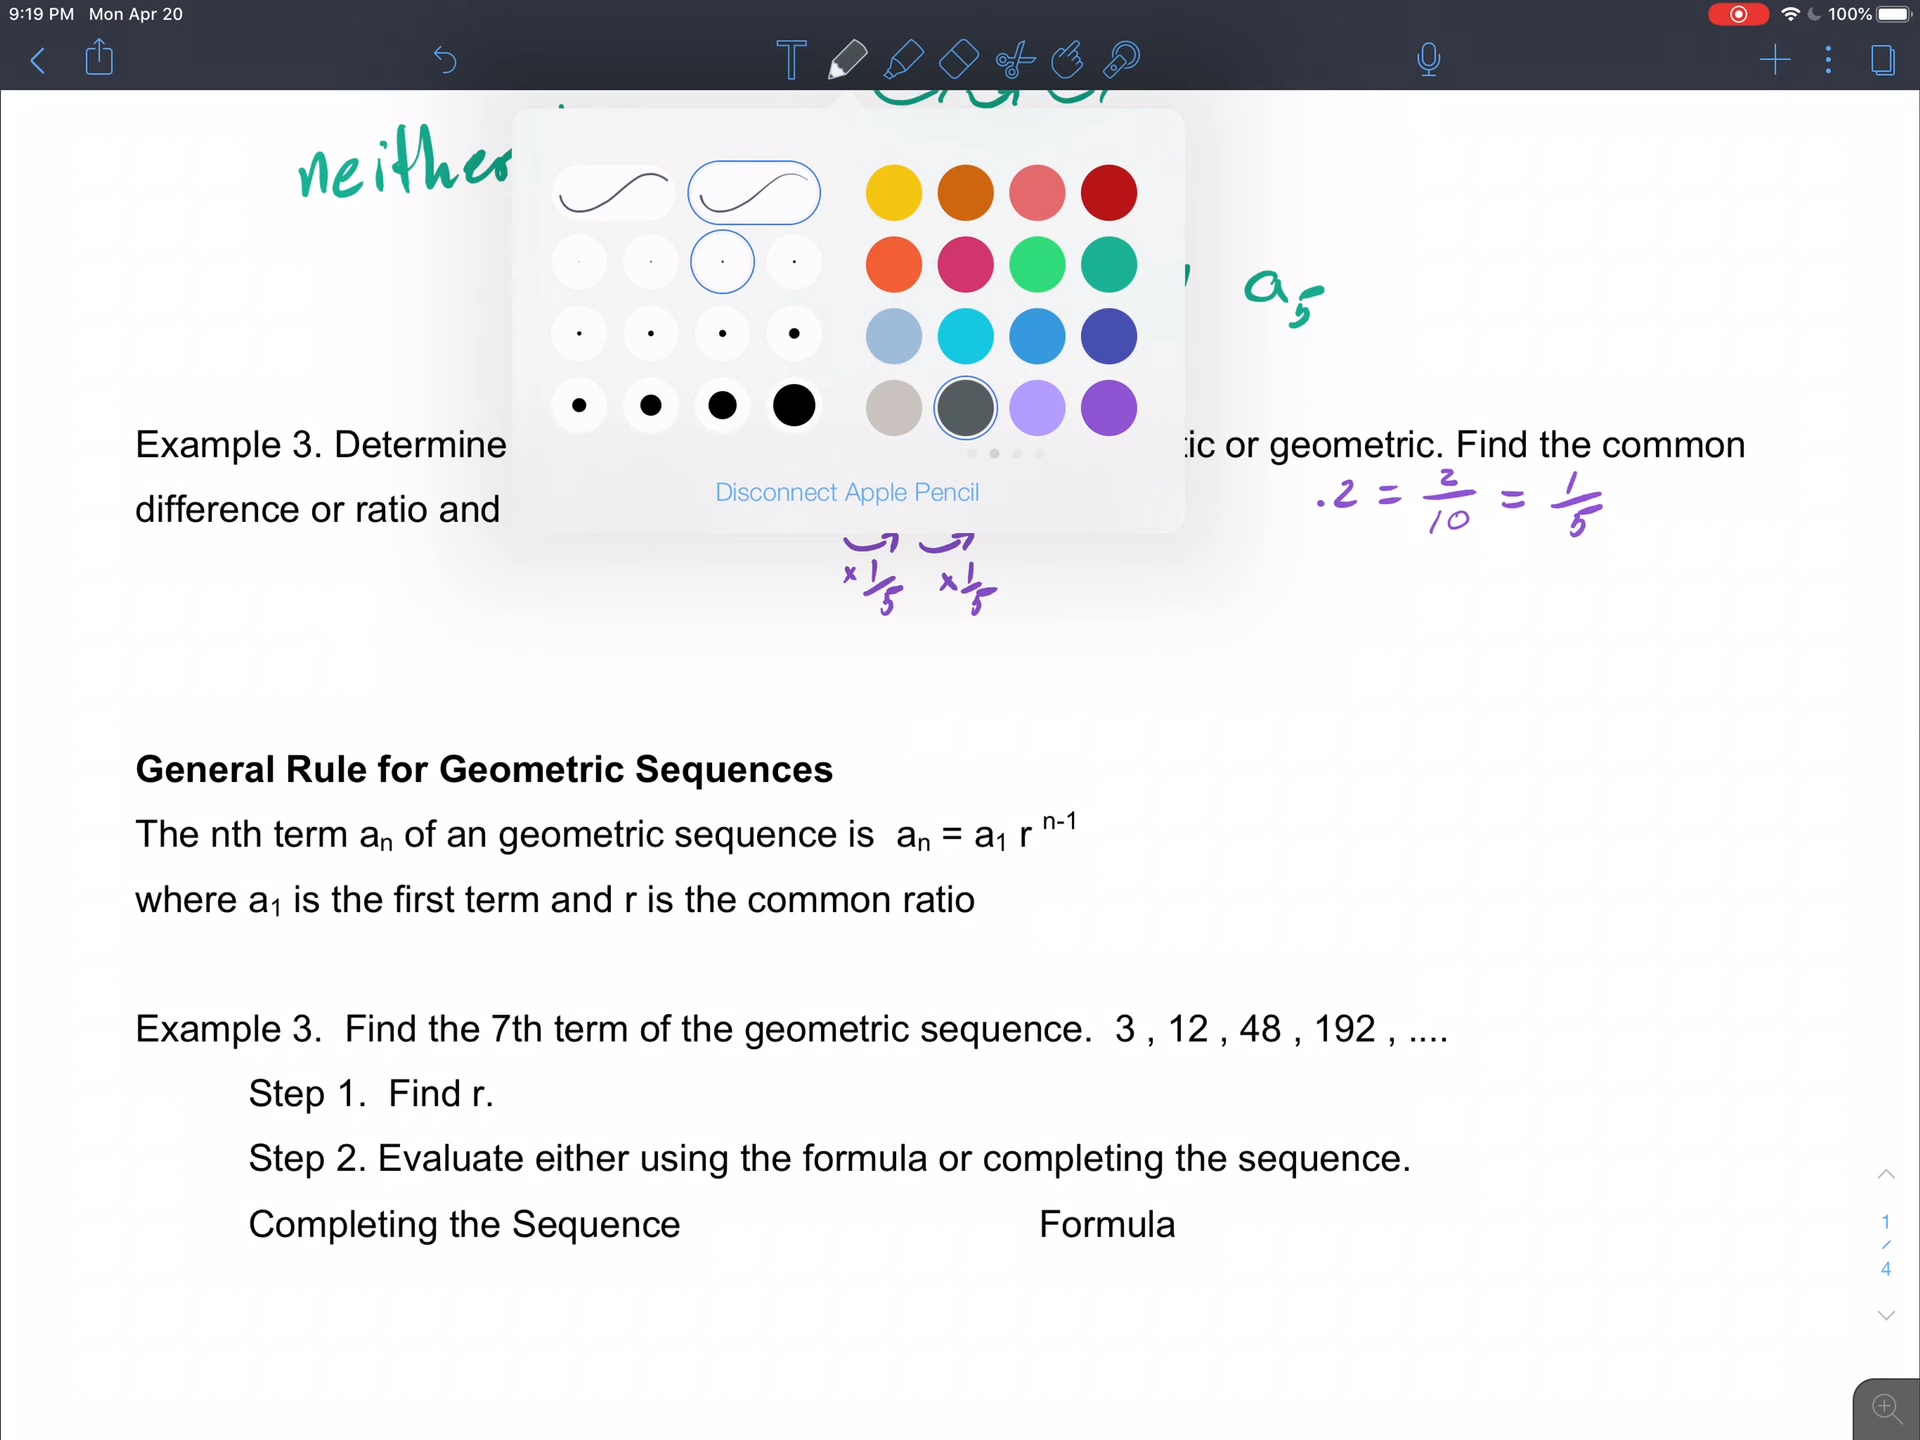 9:19 PM Mon Apr 20
100%
T
neither
a5
Example 3. Determine
tic or geometric. Find the common
difference or ratio and
.2 = 2/10 = 1/5
Disconnect Apple Pencil
x 1/5 x 1/5
General Rule for Geometric Sequences
The nth term an of an geometric sequence is an = a1 r n-1
where a1 is the first term and r is the common ratio
Example 3. Find the 7th term of the geometric sequence. 3 , 12 , 48 , 192 , ....
Step 1. Find r.
Step 2. Evaluate either using the formula or completing the sequence.
Completing the Sequence
Formula
1
/
4